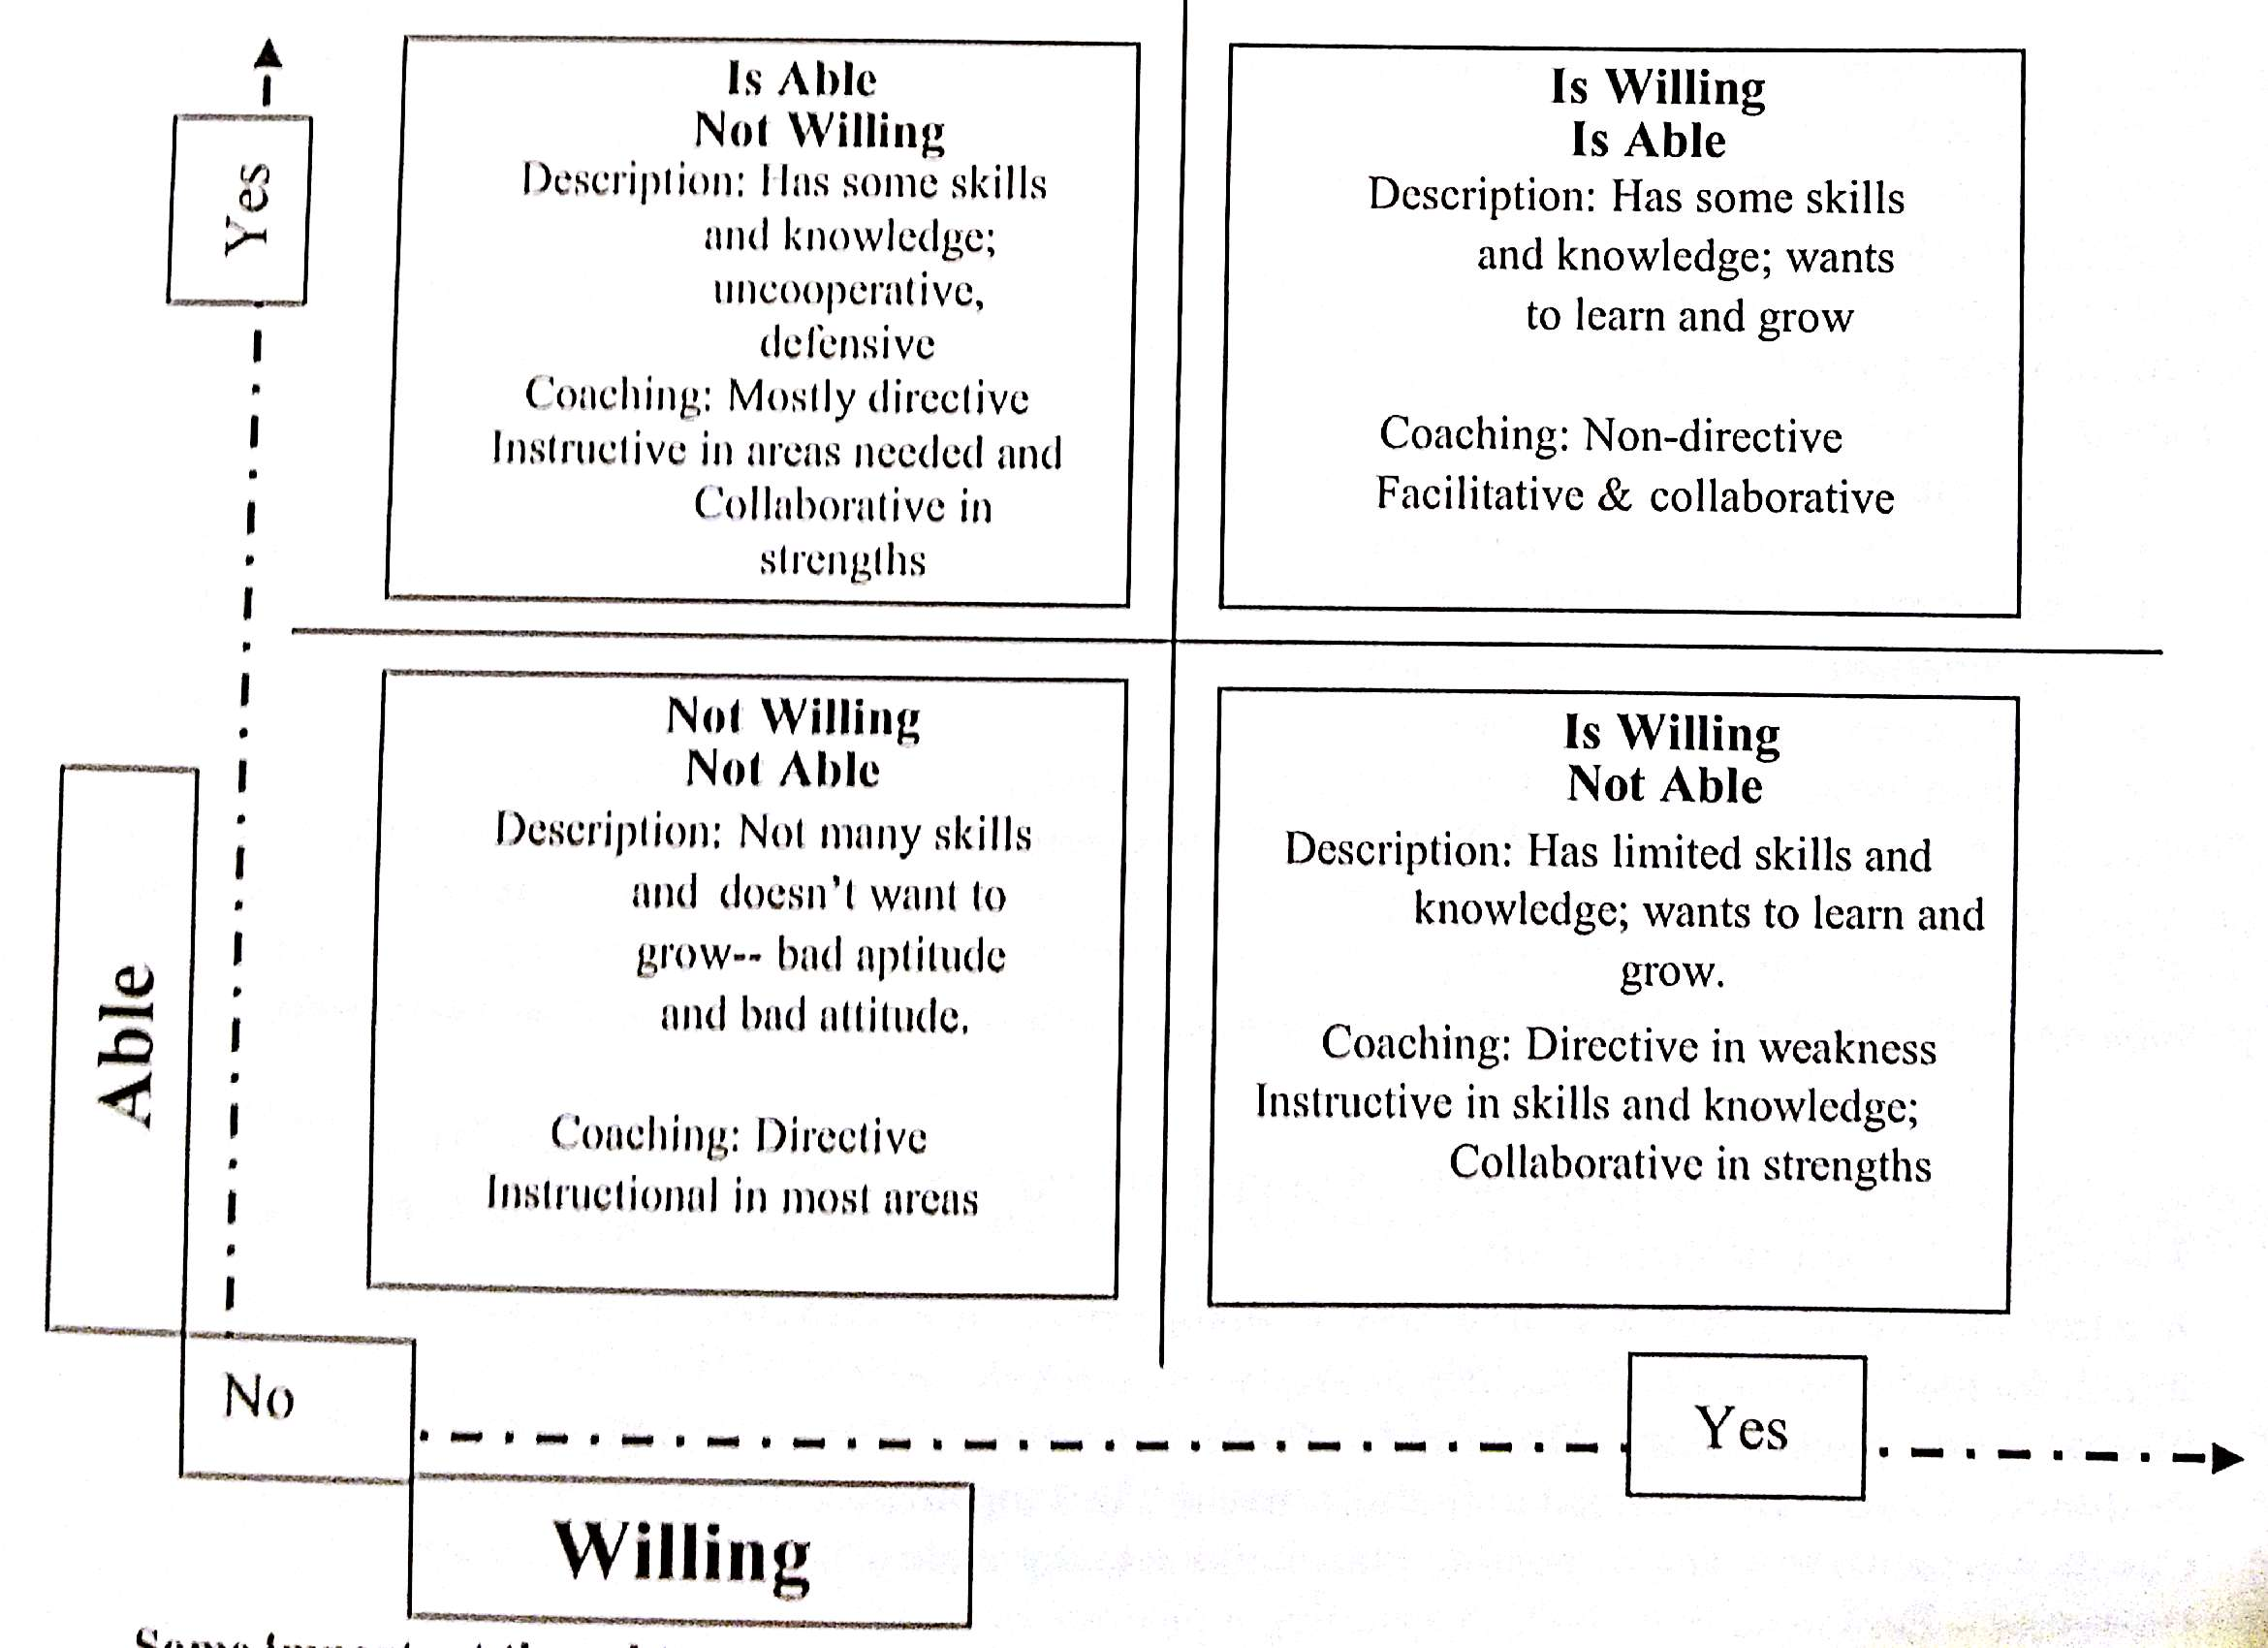 Yes
Is Able
Not Willing
Description: Has some skills
and knowledge;
uncooperative,
defensive
Coaching: Mostly directive
Instructive in areas needed and
Collaborative in
strengths
Is Willing
Is Able
Description: Has some skills
and knowledge; wants
to learn and grow
Coaching: Non-directive
Facilitative & collaborative
Able
Not Willing
Not Able
Description: Not many skills
and doesn't want to
grow-- bad aptitude
and bad attitude.
Coaching: Directive
Instructional in most areas
Is Willing
Not Able
Description: Has limited skills and
knowledge; wants to learn and
grow.
Coaching: Directive in weakness
Instructive in skills and knowledge;
Collaborative in strengths
No
Yes
Willing